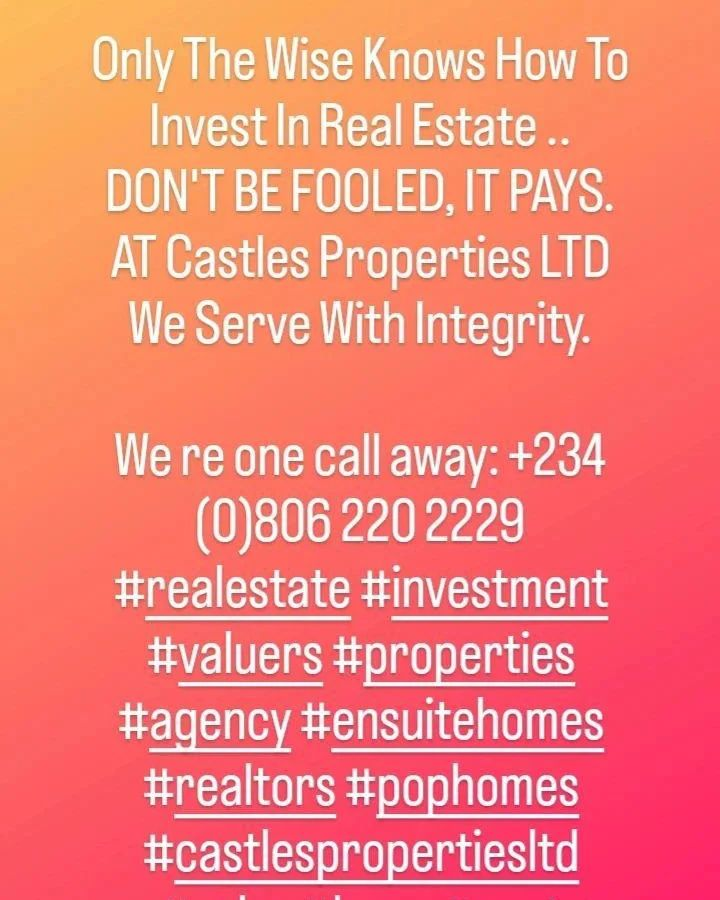 Only The Wise Knows How To
Invest In Real Estate ..
DON'T BE FOOLED, IT PAYS.
AT Castles Properties LTD
We Serve With Integrity.
We re one call away: +234
(0)806 220 2229
#realestate #investment
#valuers #properties
#agency #ensuitehomes
#realtors #pophomes
#castlespropertiesltd